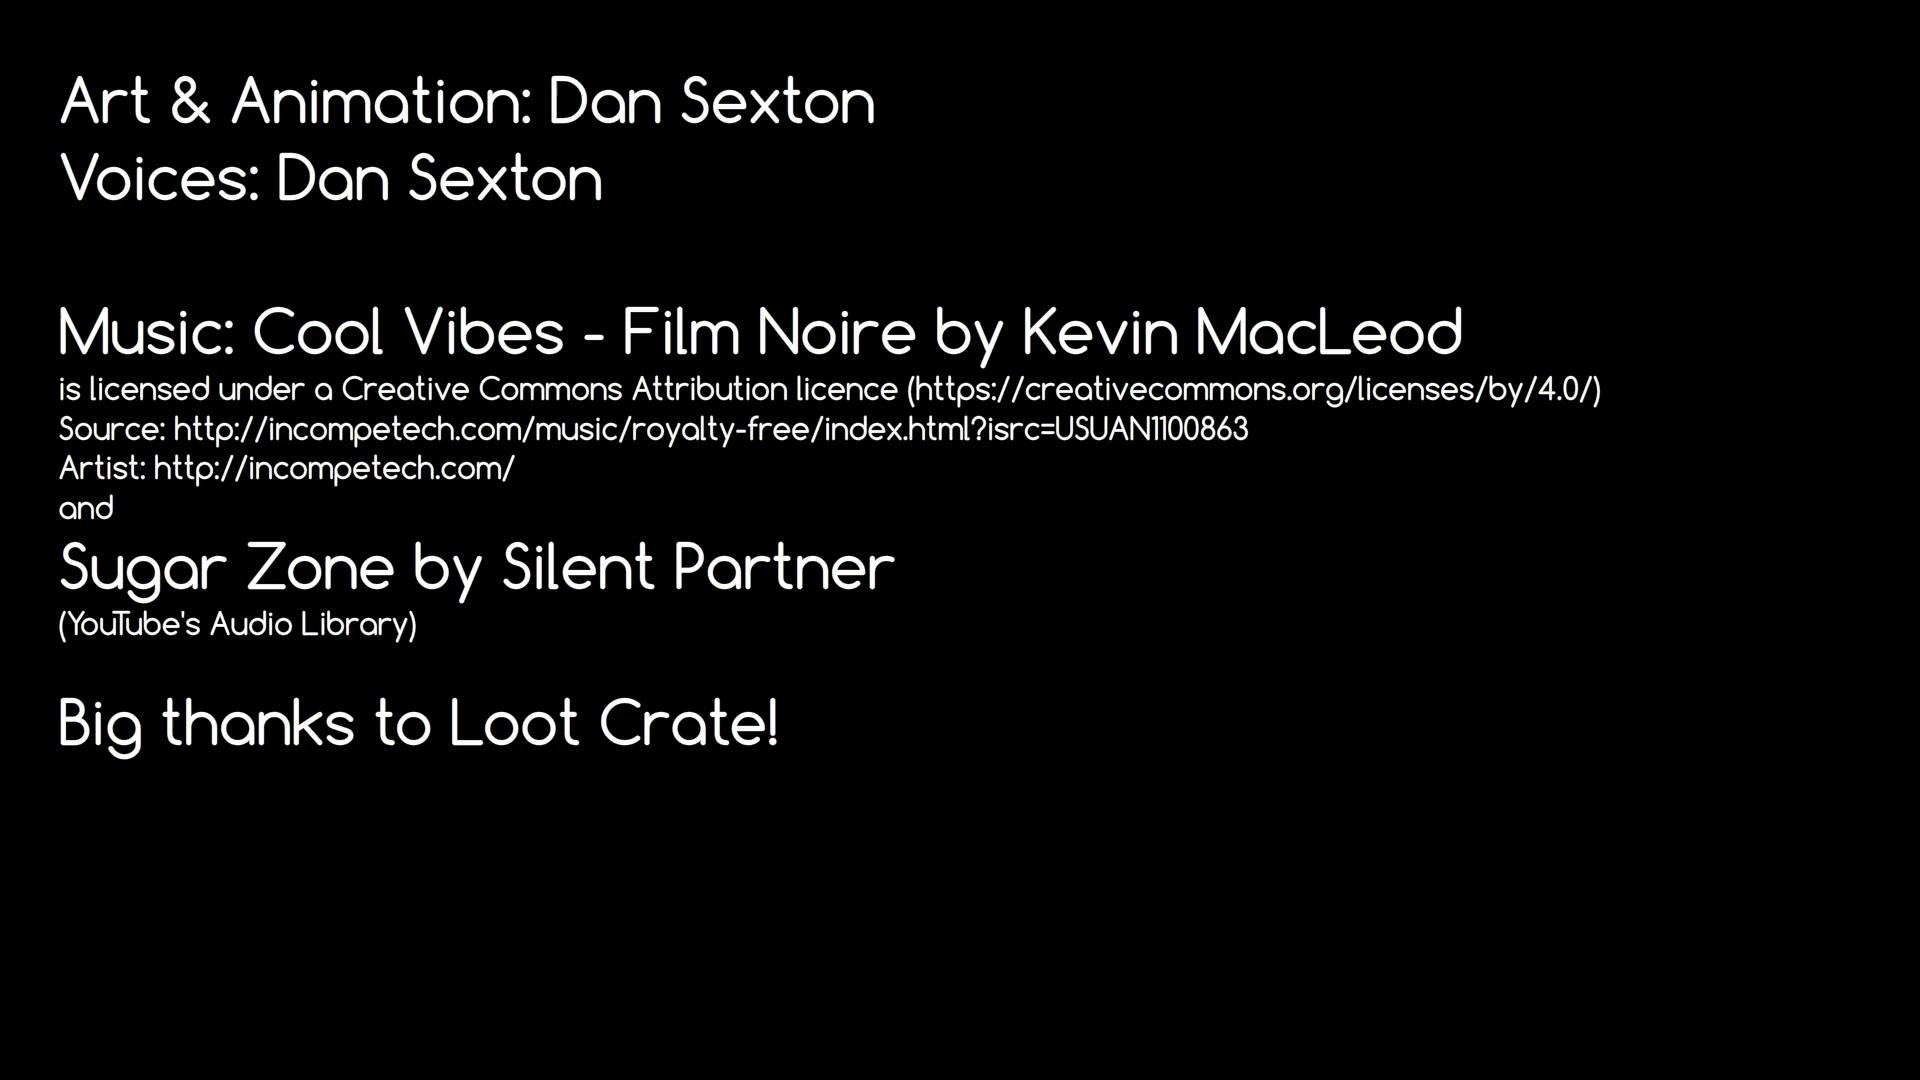 Art & Animation: Dan Sexton
Voices: Dan Sexton
Music: Cool Vibes - Film Noire by Kevin MacLeod
is licensed under a Creative Commons Attribution licence (https://creativecommons.org/licenses/by/4.0/)
Source: http://incompetech.com/music/royalty-free/index.html?isrc=USUAN1100863
Artist: http://incompetech.com/
and
Sugar Zone by Silent Partner
(YouTube's Audio Library)
Big thanks to Loot Crate!